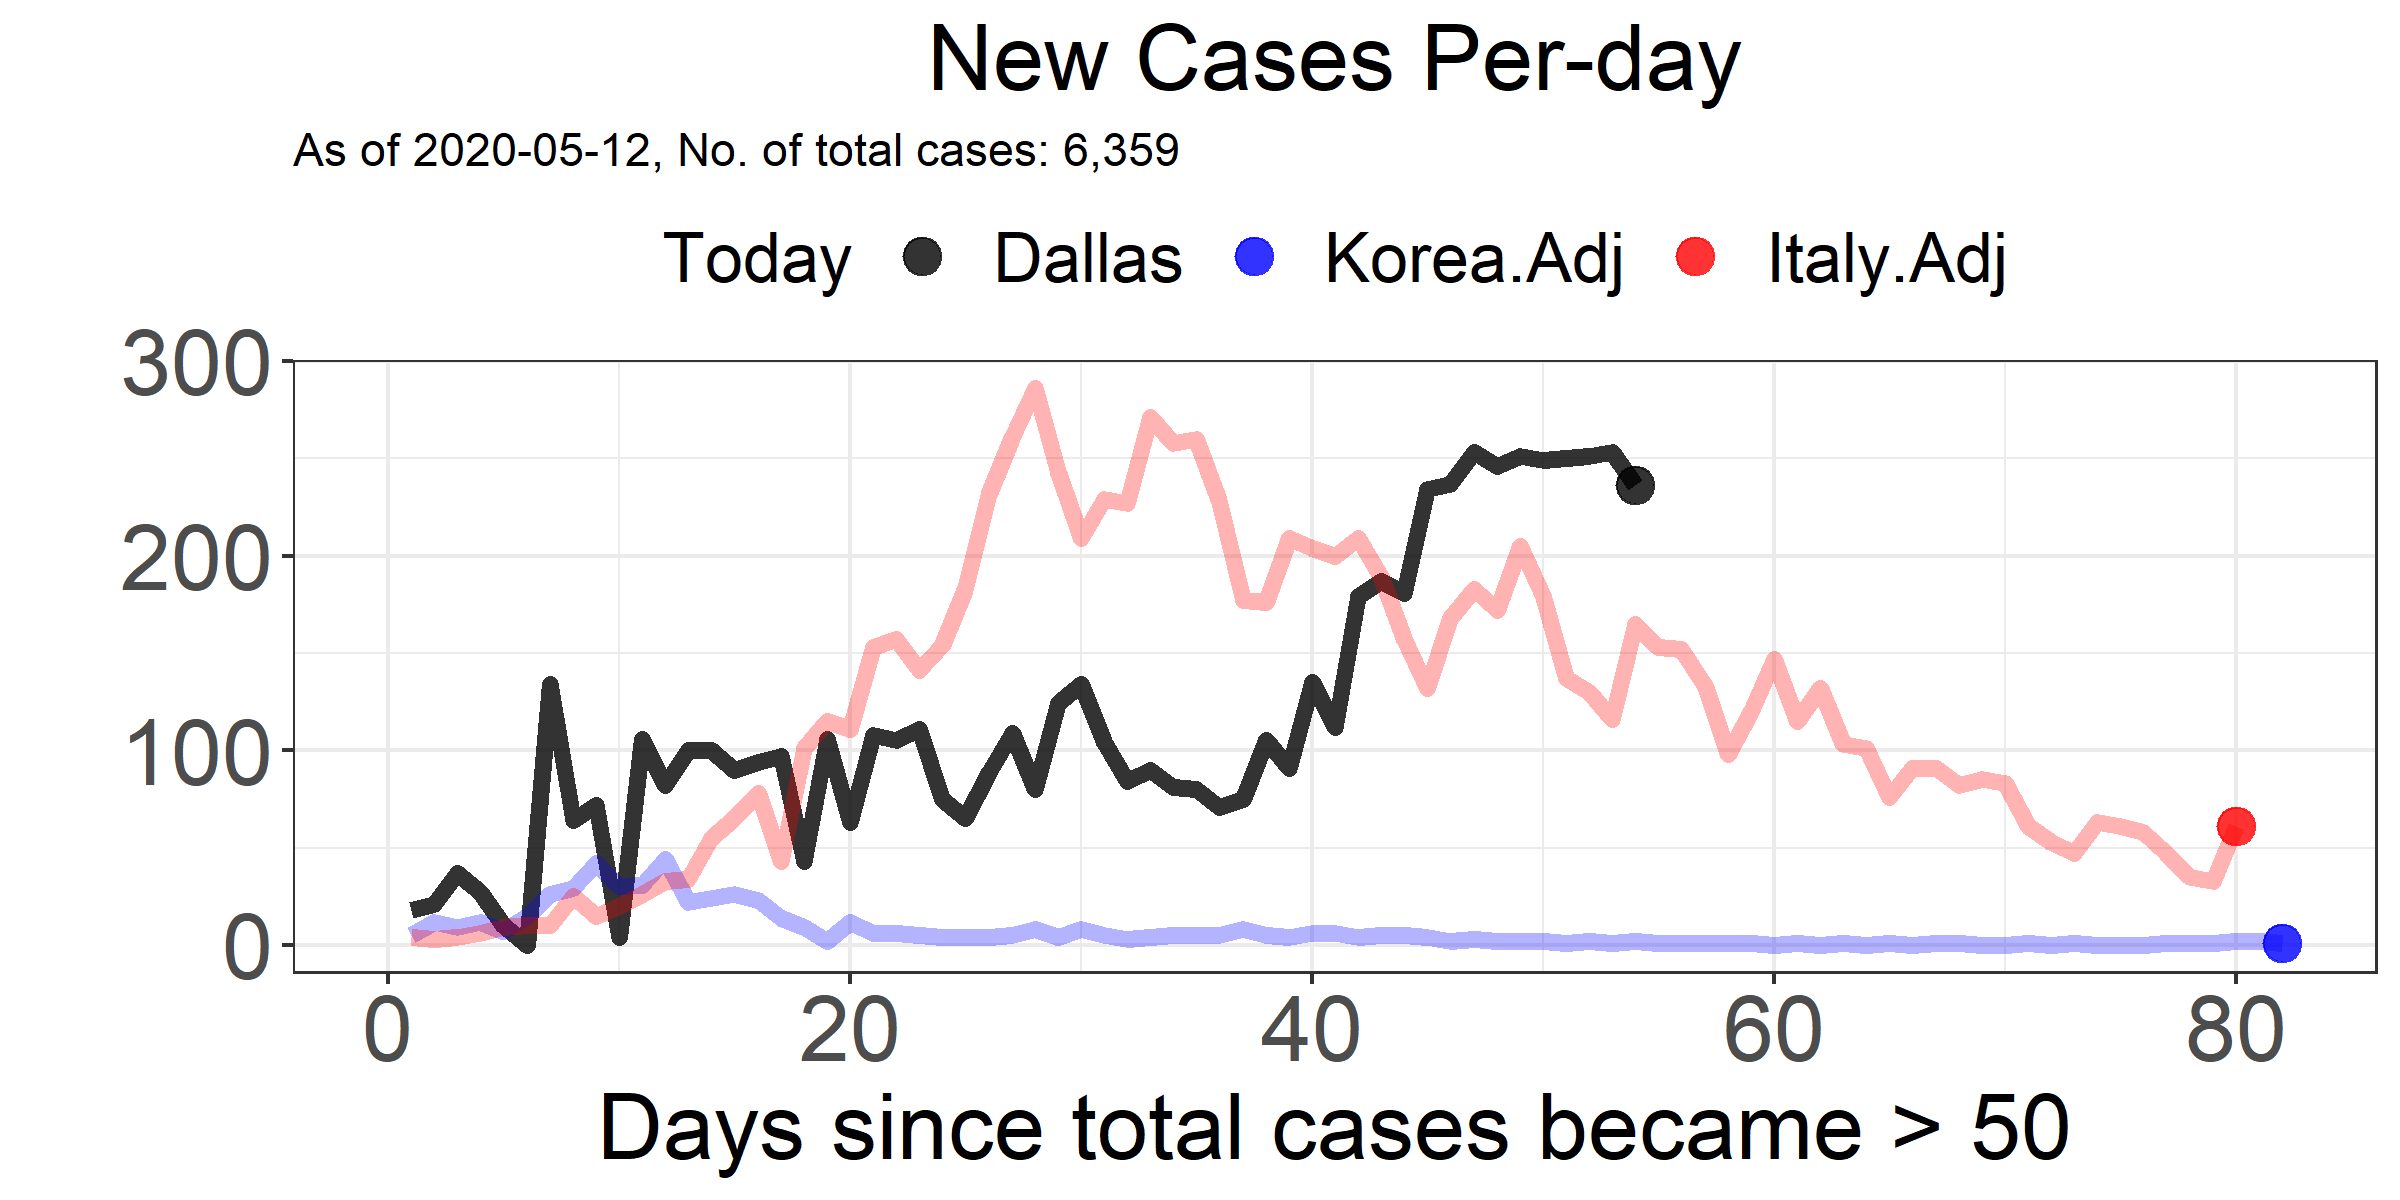 New Cases Per-day
As of 2020-05-12, No. of total cases: 6,359
Today Dallas Korea.Adj Italy.Adj
300
200
100
0
0 20 40 60 80
Days since total cases became > 50